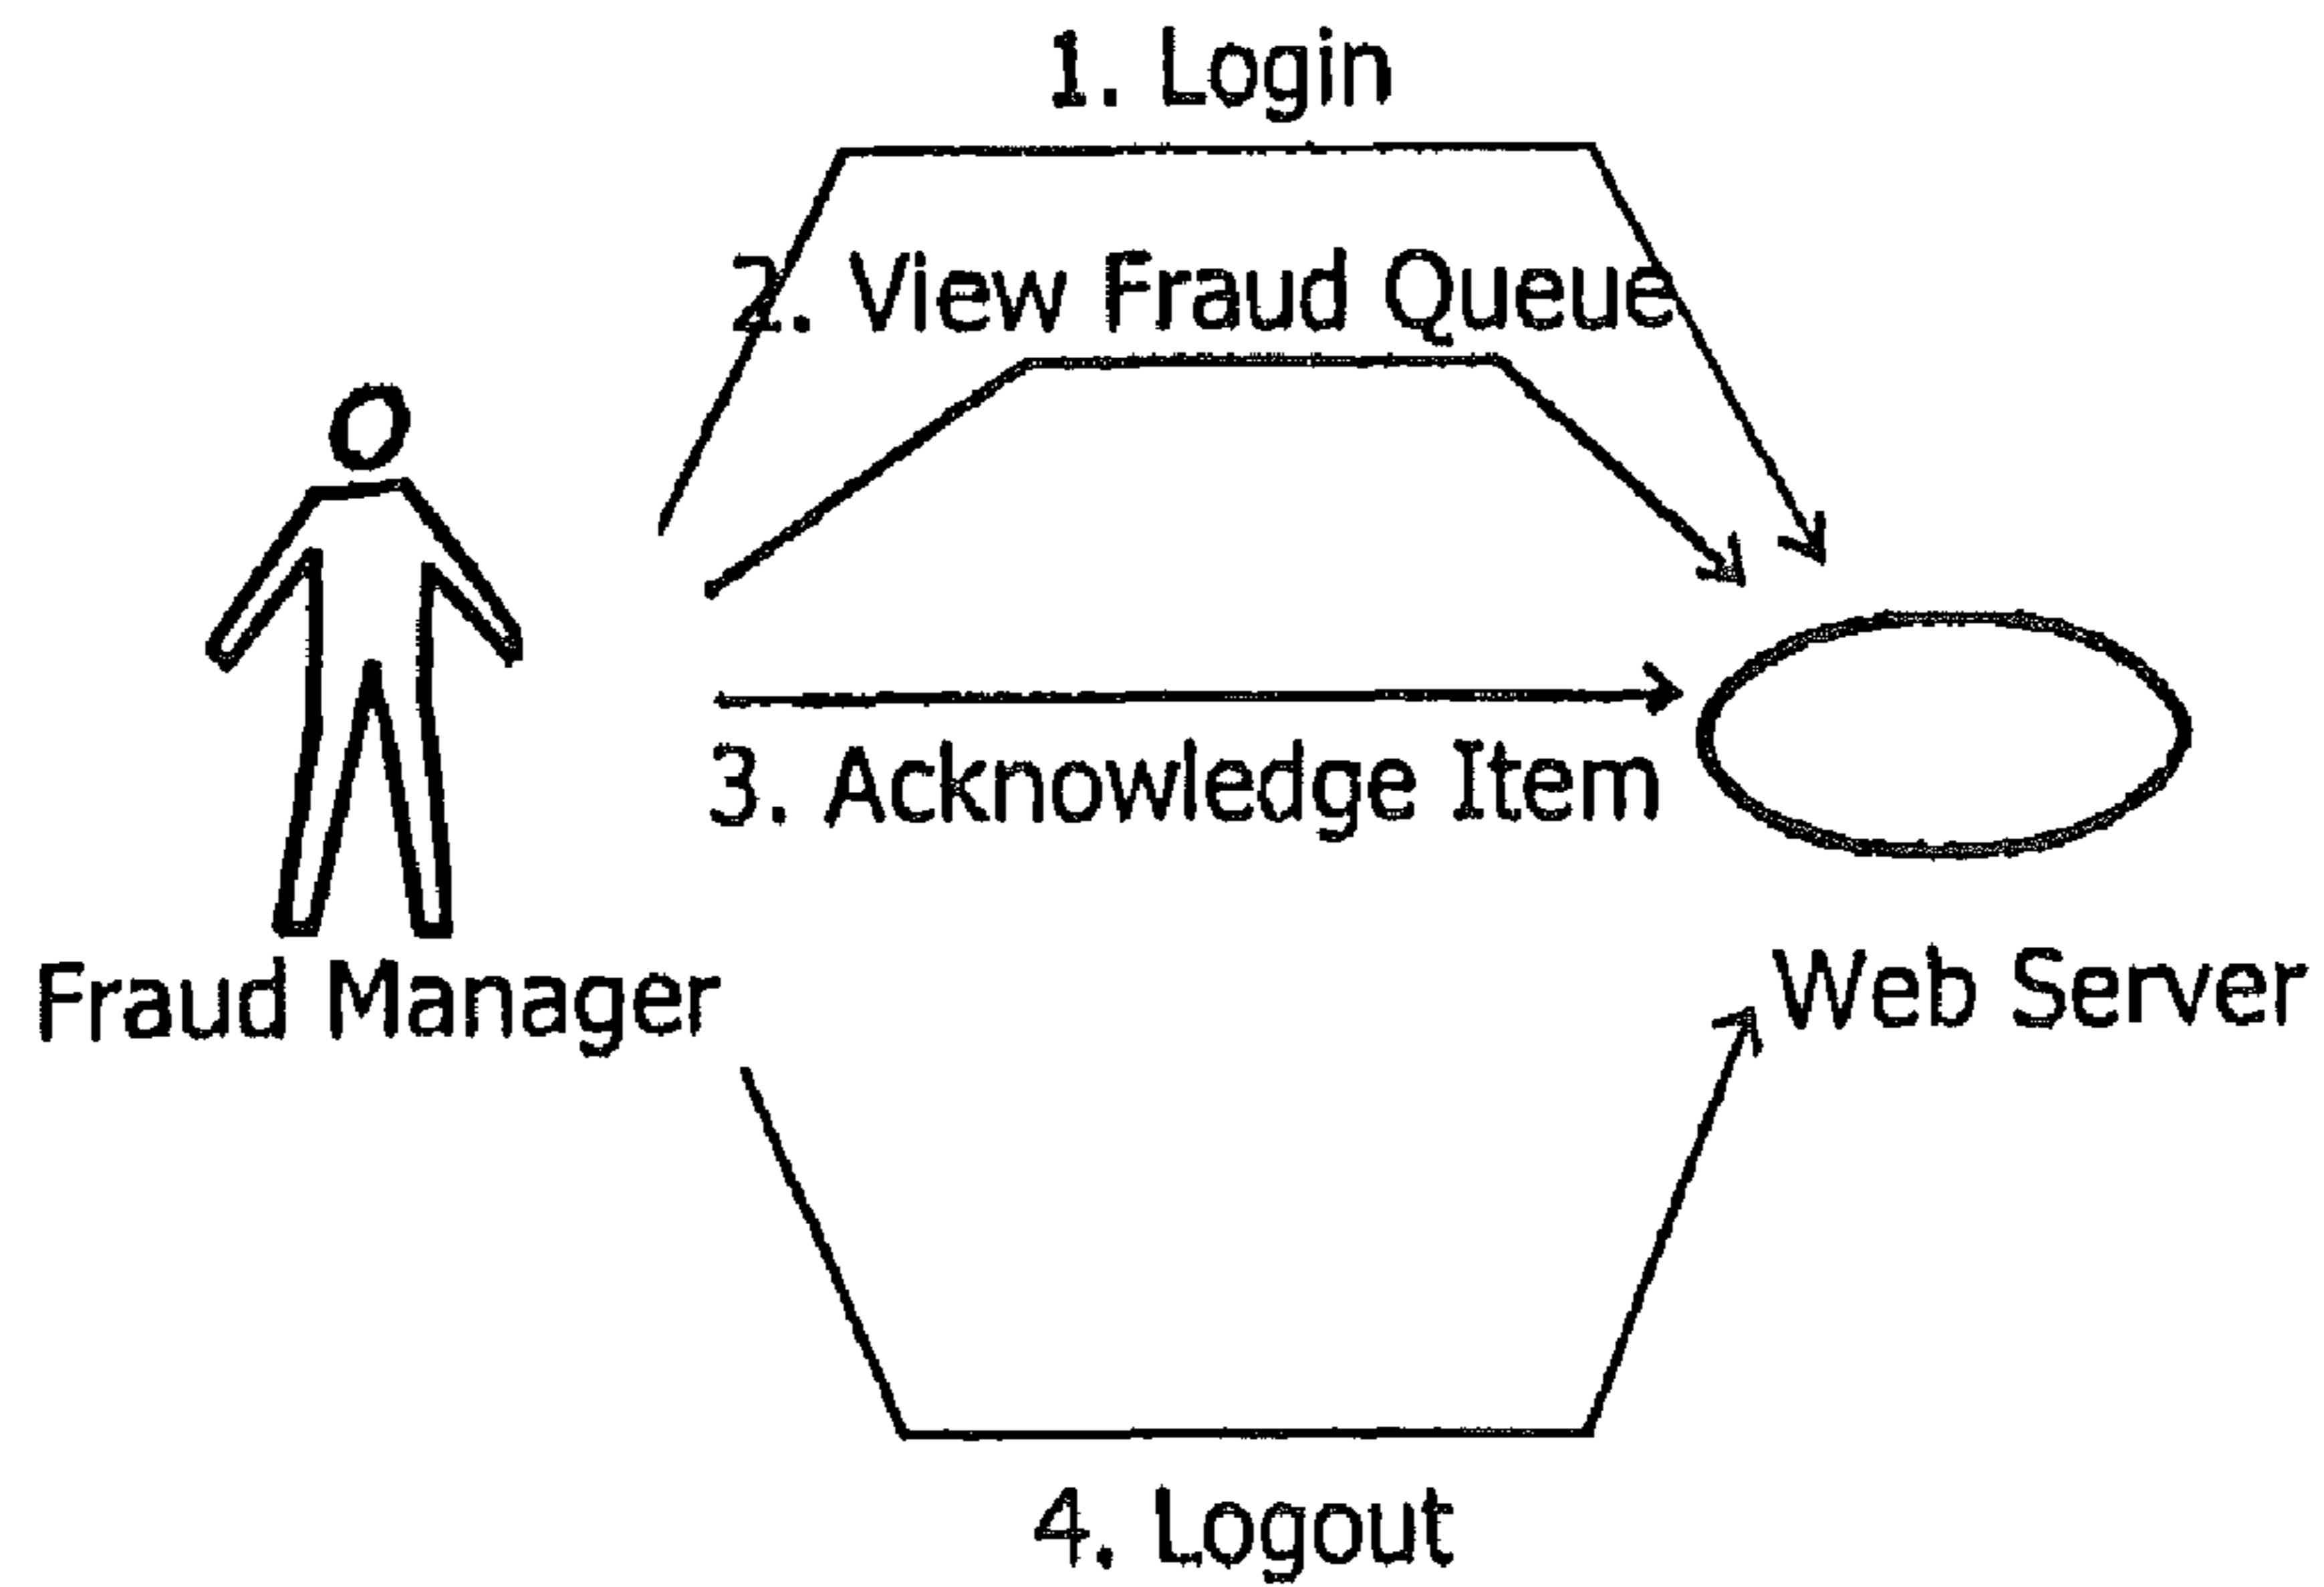 1. Login
2. View Fraud Queue
3. Acknowledge Item
Fraud Manager
Web Server
4. Logout